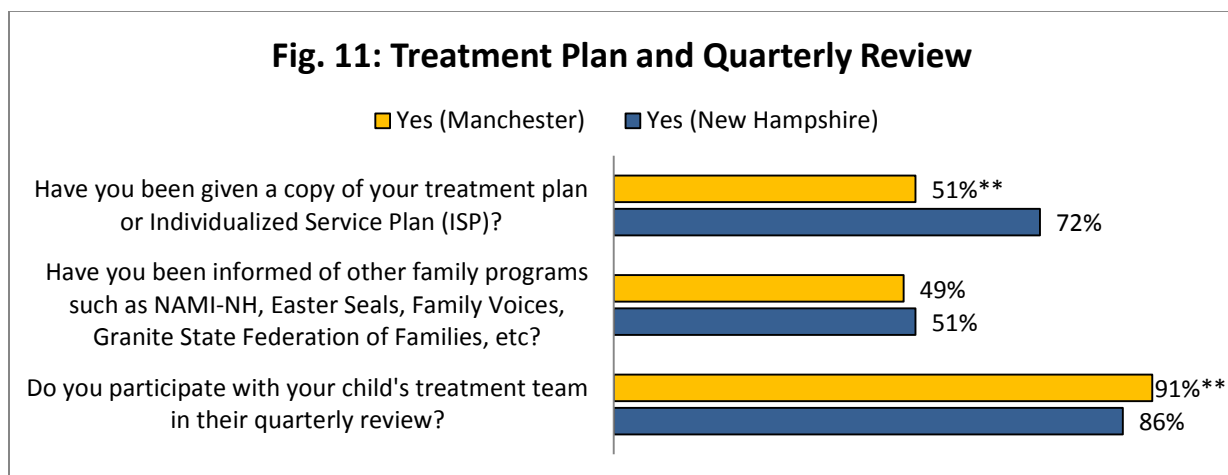 Fig. 11: Treatment Plan and Quarterly Review
Yes (Manchester) Yes (New Hampshire)
Have you been given a copy of your treatment plan
or Individualized Service Plan (ISP)?
51%**
72%
Have you been informed of other family programs
such as NAMI-NH, Easter Seals, Family Voices,
Granite State Federation of Families, etc?
49%
51%
Do you participate with your child's treatment team
in their quarterly review?
91%**
86%